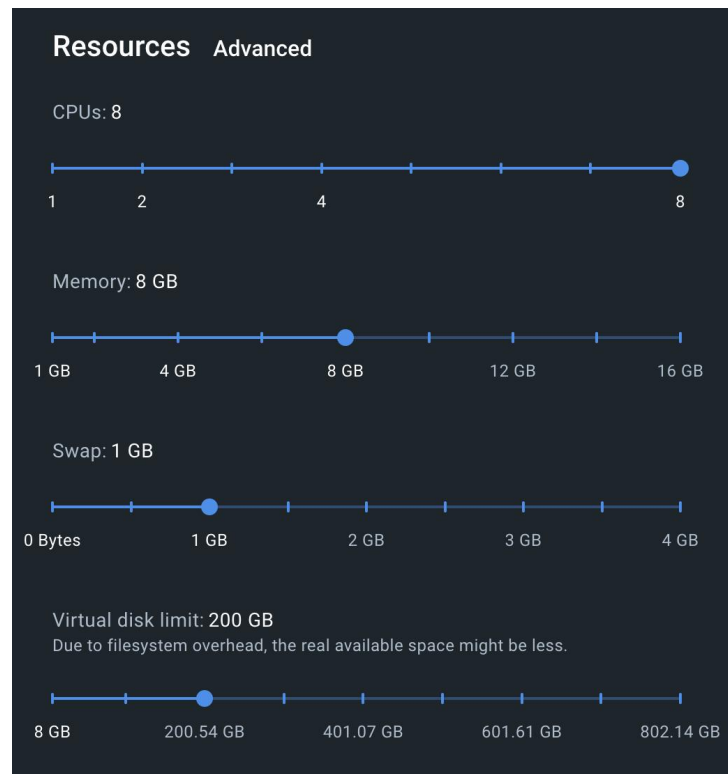 Resources Advanced
CPUs: 8
1 2 4 8
Memory: 8 GB
1 GB 4 GB 8 GB 12 GB 16 GB
Swap: 1 GB
0 Bytes 1 GB 2 GB 3 GB 4 GB
Virtual disk limit: 200 GB
Due to filesystem overhead, the real available space might be less.
8 GB 200.54 GB 401.07 GB 601.61 GB 802.14 GB